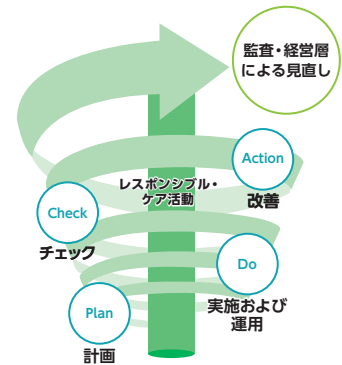 監査・経営層
による見直し
Action
改善
レスポンシブル・
ケア活動
Check
チェック
Do
実施および
運用
Plan
計画